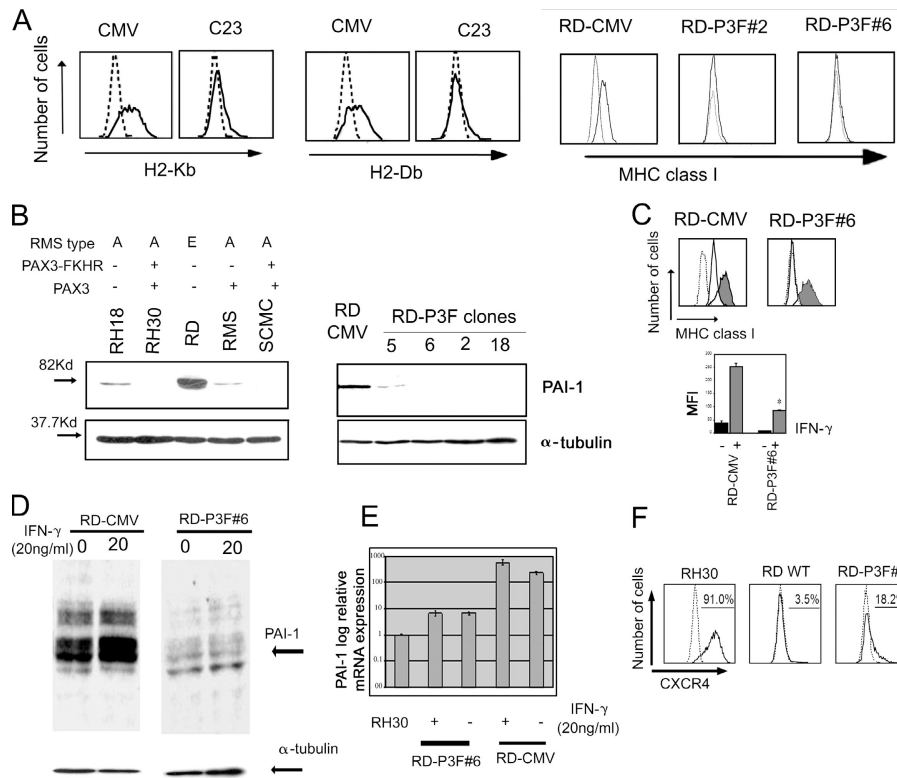 A
CMV
C23
CMV
C23
RD-CMV
RD-P3F#2
RD-P3F#6
Number of cells
H2-Kb
H2-Db
MHC class I
B
RMS type A A E A A
PAX3-FKHR - + - - +
PAX3 - + - + +
RH18
RH30
RD
RMS
SCMC
82Kd
37.7Kd
RD
CMV
RD-P3F clones
5 6 2 18
PAI-1
α-tubulin
C
RD-CMV
RD-P3F#6
Number of cells
MHC class I
MFI
*
IFN-γ
- + - +
RD-CMV
RD-P3F#6
D
RD-CMV
RD-P3F#6
IFN-γ
(20ng/ml)
0 20
0 20
PAI-1
α-tubulin
E
PAI-1 log relative
mRNA expression
1000
100
10
1
0.1
00
RH30 + - + -
IFN-γ
(20ng/ml)
RD-P3F#6
RD-CMV
F
RH30
RD WT
RD-P3F#
Number of cells
91.0%
3.5%
18.2%
CXCR4